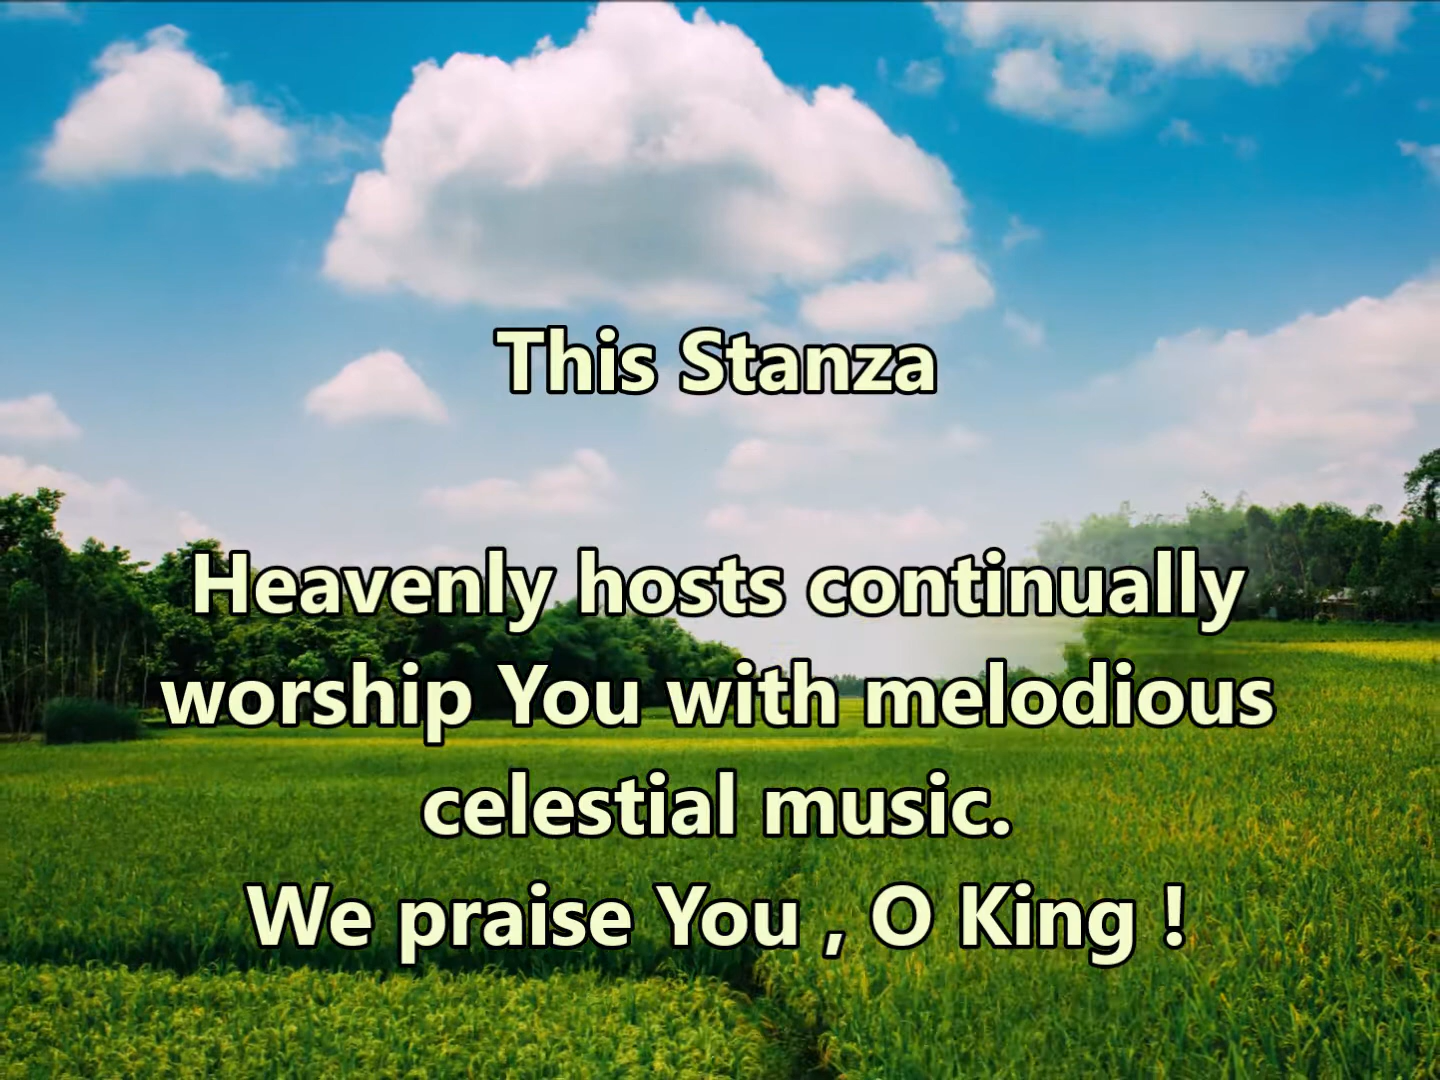 This Stanza
Heavenly hosts continually
worship You with melodious
celestial music.
We praise You , O King !